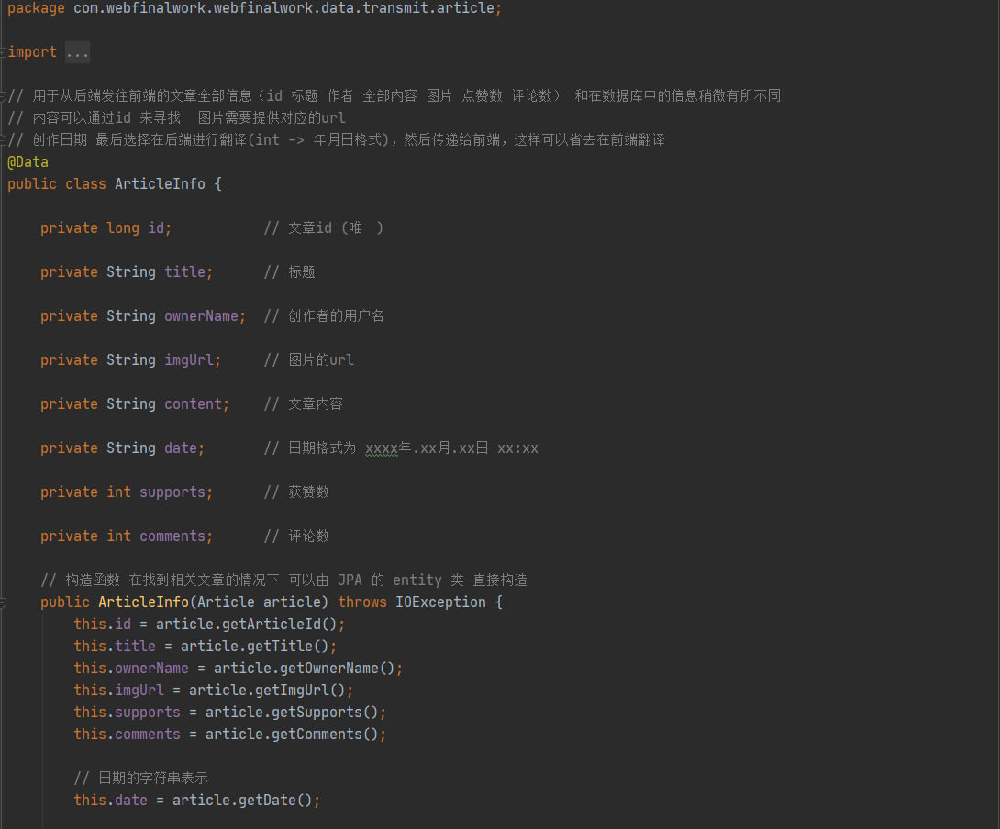 package com.webfinalwork.webfinalwork.data.transmit.article;
import ...
// 用于从后端发往前端的文章全部信息（id 标题 作者 全部内容 图片 点赞数 评论数） 和在数据库中的信息稍微有所不同
// 内容可以通过id 来寻找  图片需要提供对应的url
// 创作日期 最后选择在后端进行翻译(int -> 年月日格式)，然后传递给前端，这样可以省去在前端翻译
@Data
public class ArticleInfo {
    private long id;           // 文章id (唯一)
    private String title;      // 标题
    private String ownerName;  // 创作者的用户名
    private String imgUrl;     // 图片的url
    private String content;    // 文章内容
    private String date;       // 日期格式为 xxxx年.xx月.xx日 xx:xx
    private int supports;      // 获赞数
    private int comments;      // 评论数
    // 构造函数 在找到相关文章的情况下 可以由 JPA 的 entity 类 直接构造
    public ArticleInfo(Article article) throws IOException {
        this.id = article.getArticleId();
        this.title = article.getTitle();
        this.ownerName = article.getOwnerName();
        this.imgUrl = article.getImgUrl();
        this.supports = article.getSupports();
        this.comments = article.getComments();
        // 日期的字符串表示
        this.date = article.getDate();